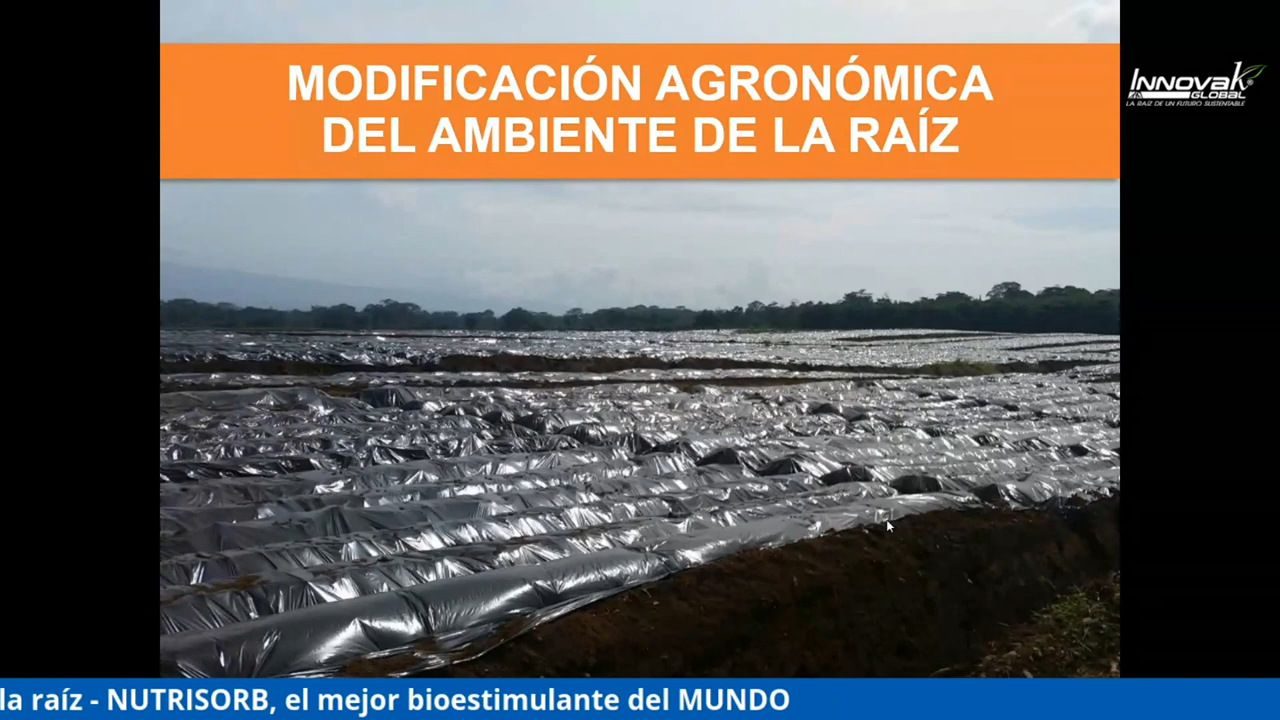 MODIFICACIÓN AGRONÓMICA
DEL AMBIENTE DE LA RAÍZ
INNOVAK®
GLOBAL
LA RAÍZ DE UN FUTURO SUSTENTABLE
la raíz - NUTRISORB, el mejor bioestimulante del MUNDO